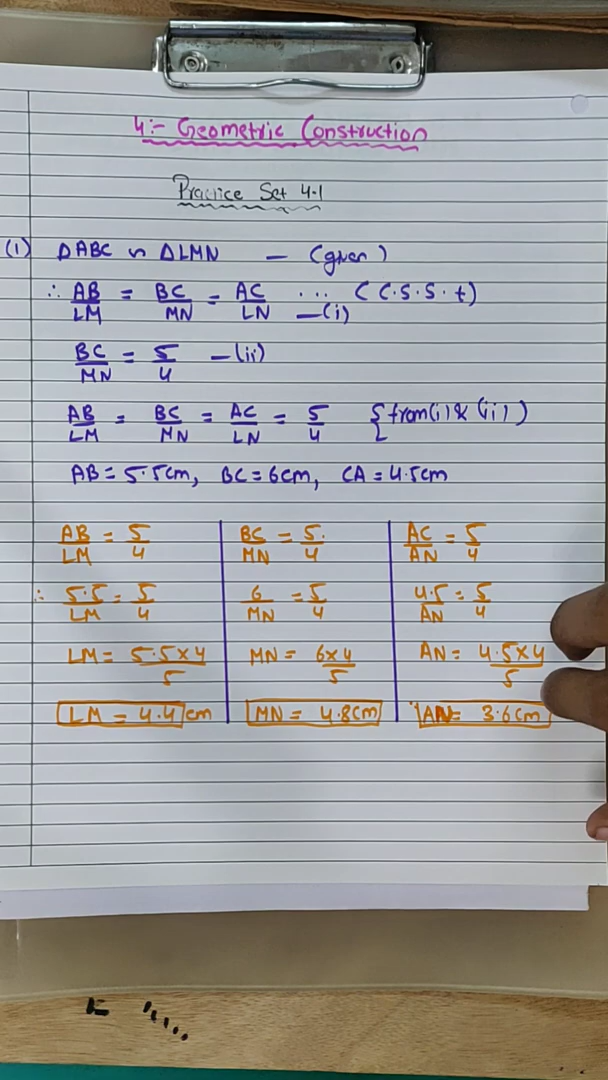 4:- Geometric Construction
Practice Set 4.1
(1) ΔABC ~ ΔLMN — (given)
∴ AB/LM = BC/MN = AC/LN ... (C.S.S.t) —(i)
BC/MN = 5/4 —(ii)
AB/LM = BC/MN = AC/LN = 5/4 {from(i) & (ii)
AB = 5.5cm, BC = 6cm, CA = 4.5cm
AB/LM = 5/4 BC/MN = 5/4 AC/AN = 5/4
∴ 5.5/LM = 5/4 6/MN = 5/4 4.5/AN = 5/4
LM = 5.5×4/5 MN = 6×4/5 AN = 4.5×4/5
LM = 4.4cm MN = 4.8cm AN = 3.6cm